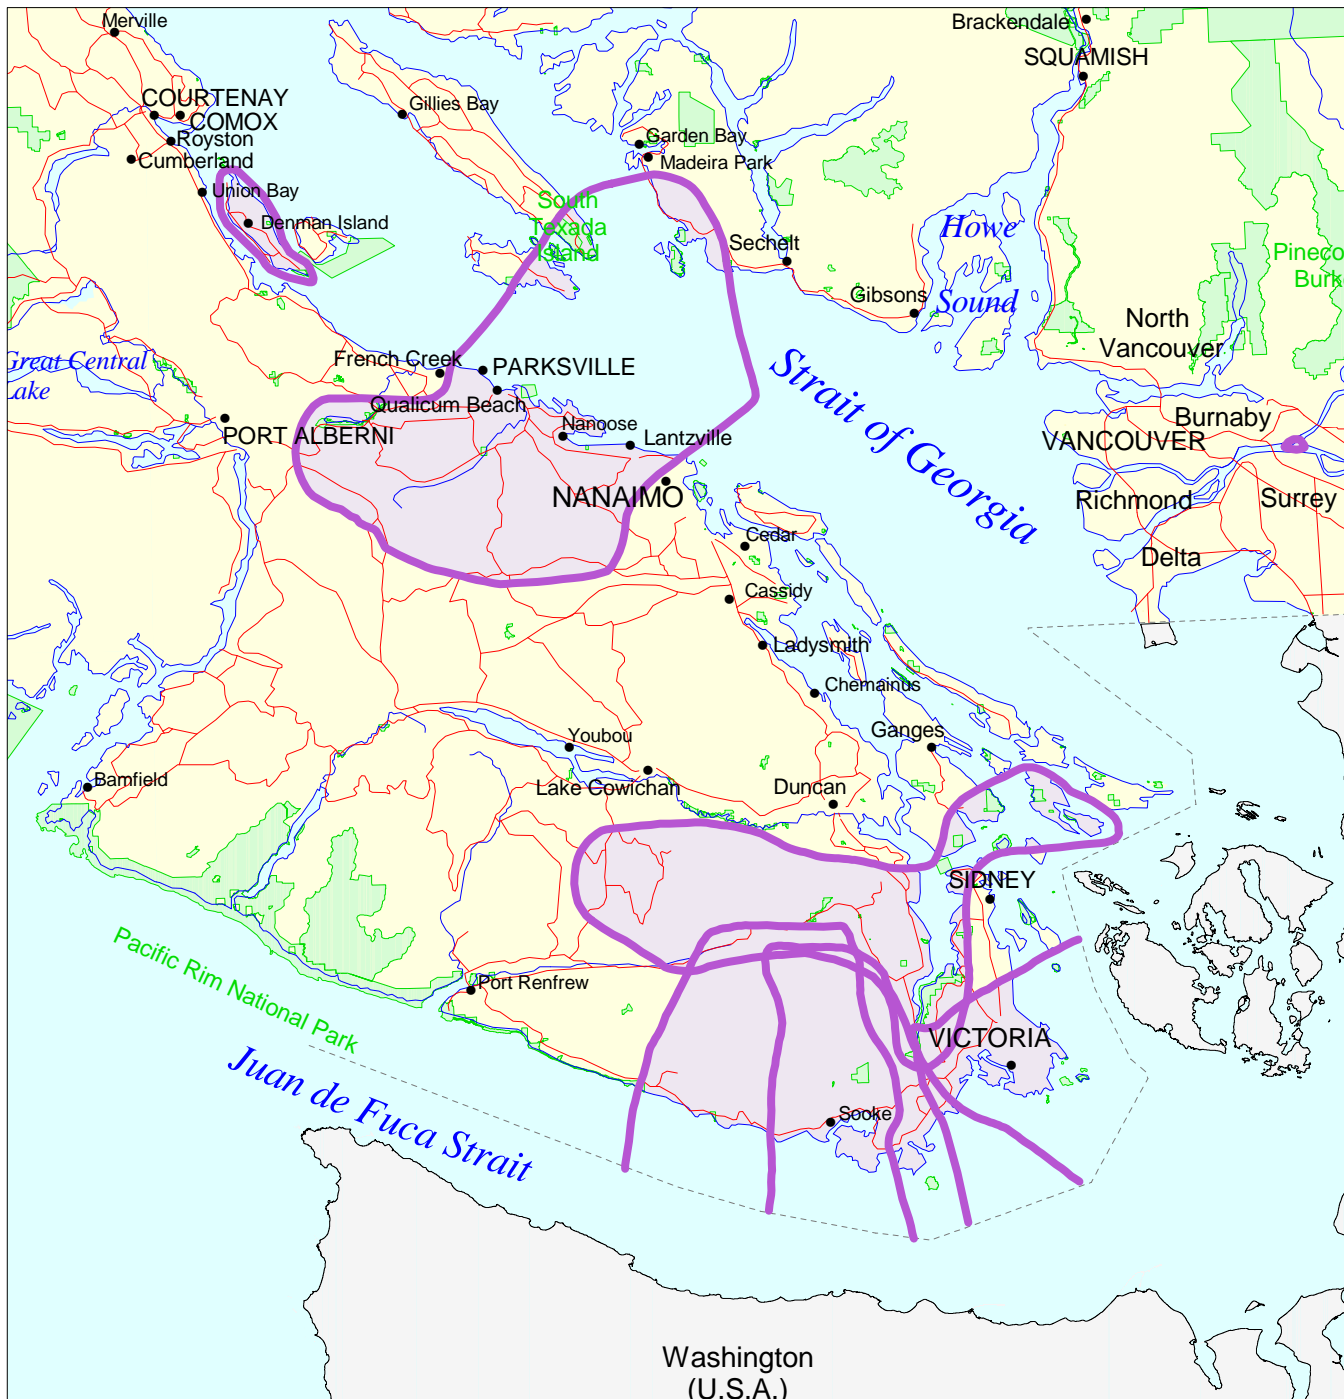 Merville
Brackendale
SQUAMISH
COURTENAY
COMOX
Gillies Bay
Royston
Cumberland
Garden Bay
Madeira Park
Union Bay
Denman Island
South
Texada
Island
Sechelt
Howe
Sound
Pineco
Burk
Gibsons
North
Vancouver
Great Central
Lake
French Creek
PARKSVILLE
Qualicum Beach
Strait of Georgia
PORT ALBERNI
Nanoose
Lantzville
Burnaby
VANCOUVER
NANAIMO
Richmond
Surrey
Cedar
Delta
Cassidy
Ladysmith
Chemainus
Youbou
Ganges
Bamfield
Lake Cowichan
Duncan
SIDNEY
Pacific Rim National Park
Port Renfrew
VICTORIA
Juan de Fuca Strait
Sooke
Washington
(U.S.A.)